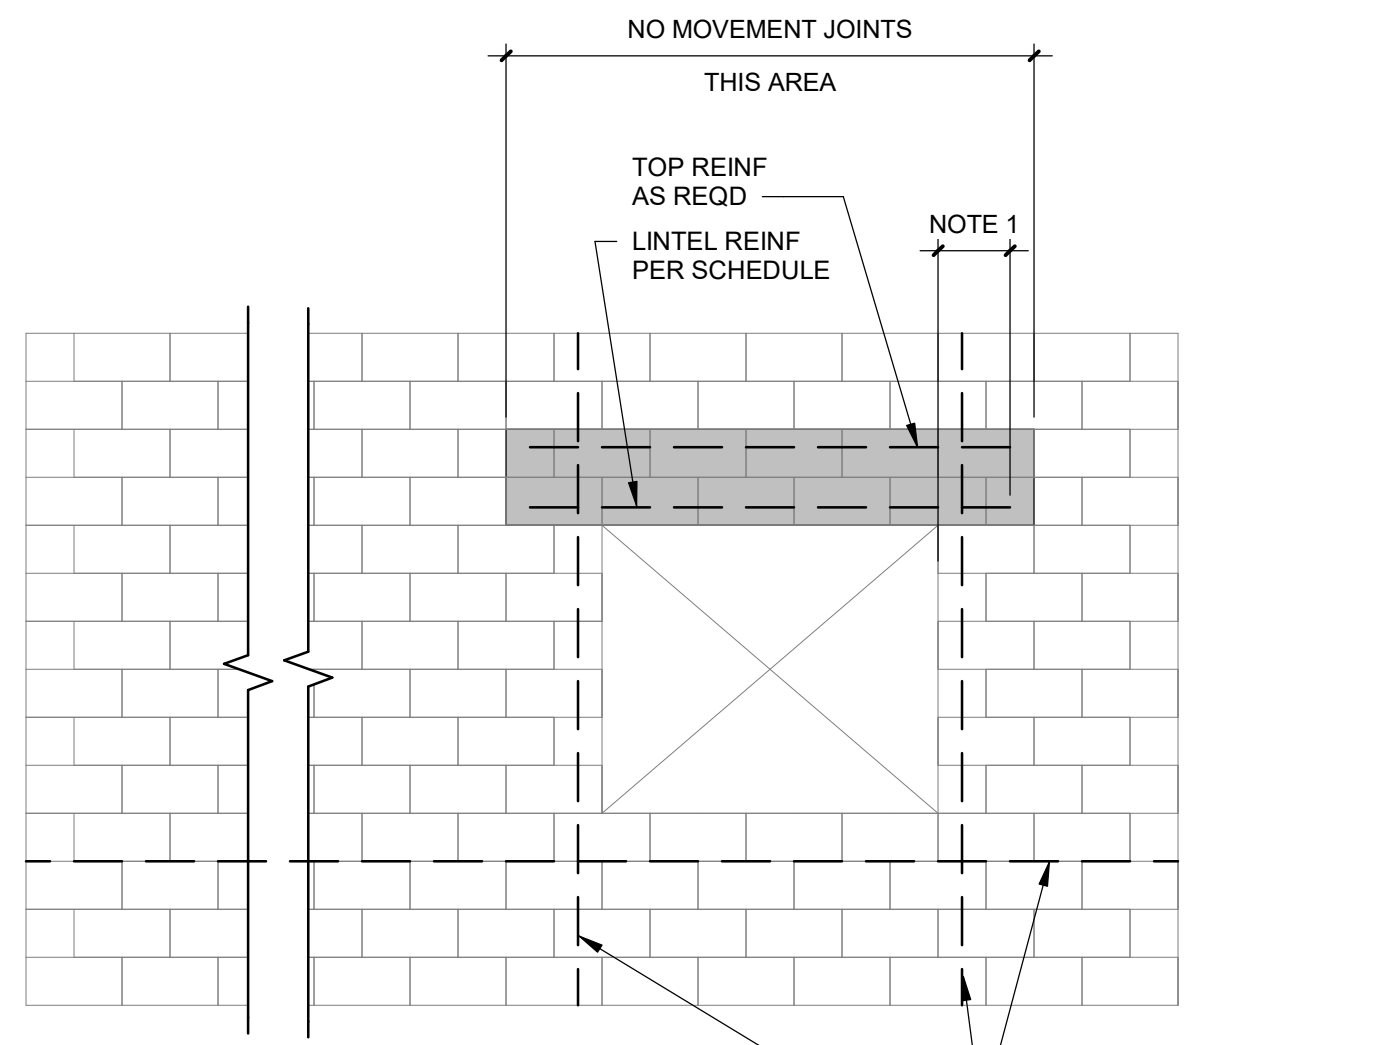 NO MOVEMENT JOINTS
THIS AREA
TOP REINF
AS REQD
NOTE 1
LINTEL REINF
PER SCHEDULE